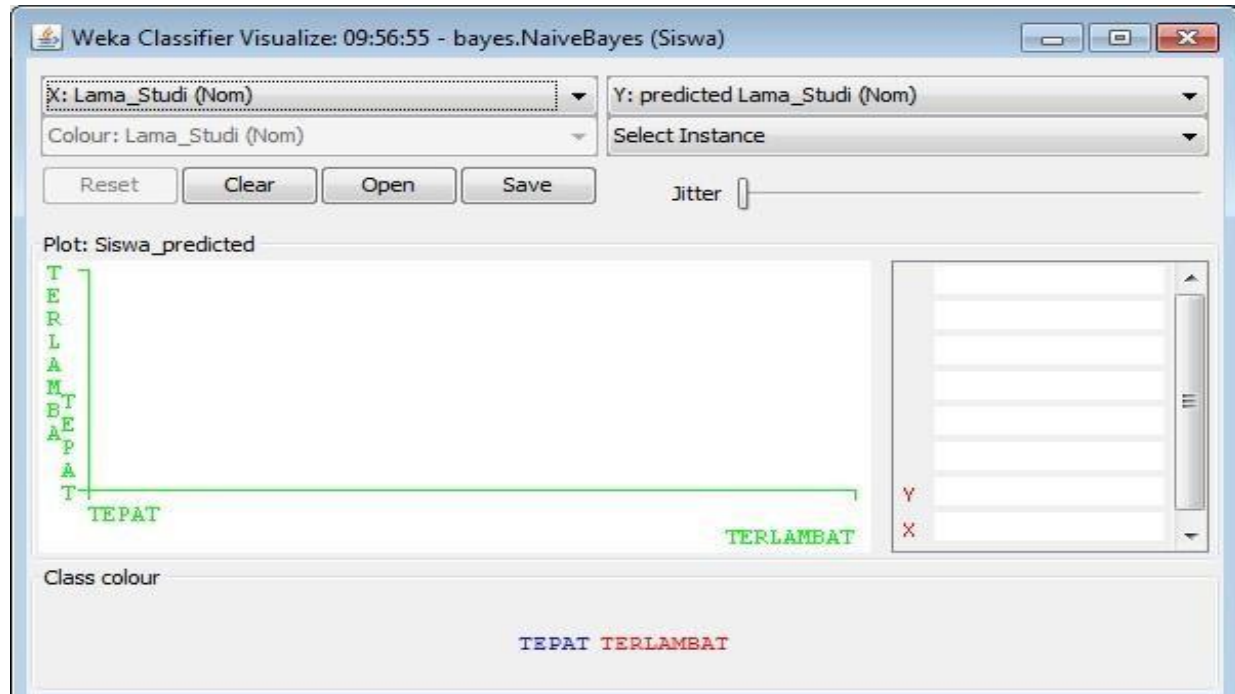 Weka Classifier Visualize: 09:56:55 - bayes.NaiveBayes (Siswa)
X: Lama_Studi (Nom)
Y: predicted Lama_Studi (Nom)
Colour: Lama_Studi (Nom)
Select Instance
Reset Clear Open Save Jitter
Plot: Siswa_predicted
TERLAMBA
TEPAT
TEPAT
TERLAMBAT
Y
X
Class colour
TEPAT TERLAMBAT